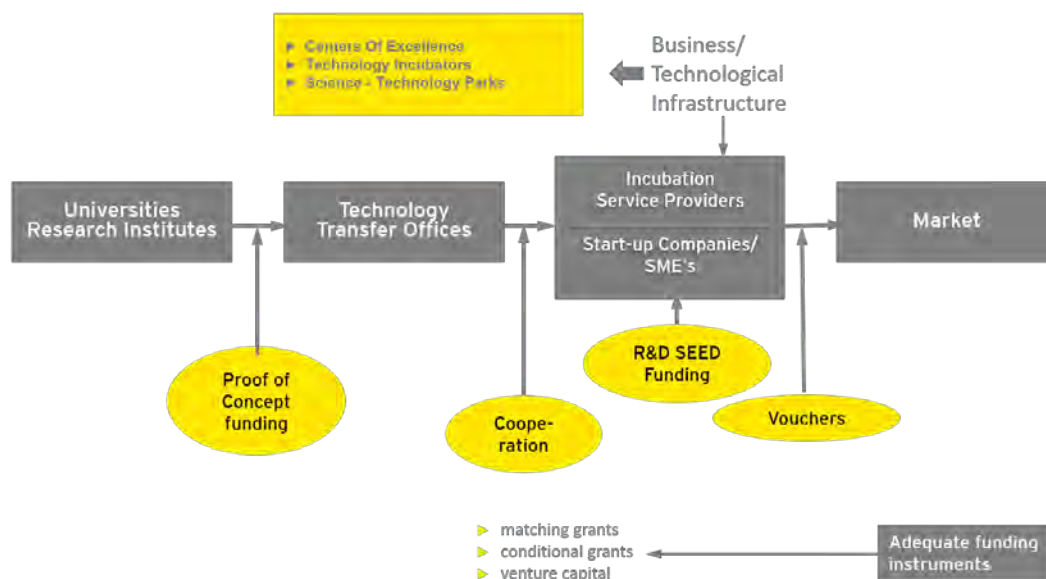 Centers Of Excellence
Technology Incubators
Science - Technology Parks
Business/
Technological
Infrastructure
Universities
Research Institutes
Technology
Transfer Offices
Incubation
Service Providers
Start-up Companies/
SME's
Market
Proof of
Concept
funding
Coope-
ration
R&D SEED
Funding
Vouchers
matching grants
conditional grants
venture capital
Adequate funding
instruments